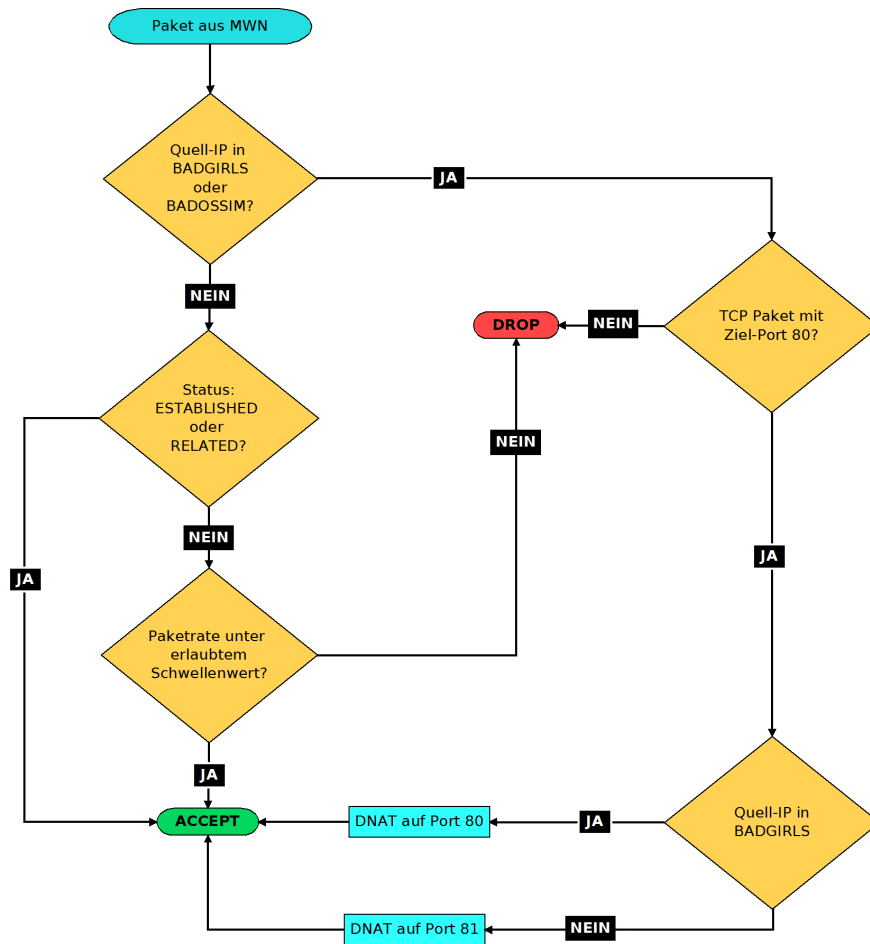 Paket aus MWN
Quell-IP in
BADGIRLS
oder
BADOSSIM?
JA
NEIN
TCP Paket mit
Ziel-Port 80?
NEIN
DROP
Status:
ESTABLISHED
oder
RELATED?
NEIN
NEIN
JA
JA
Paketrate unter
erlaubtem
Schwellenwert?
JA
ACCEPT
DNAT auf Port 80
JA
Quell-IP in
BADGIRLS
DNAT auf Port 81
NEIN